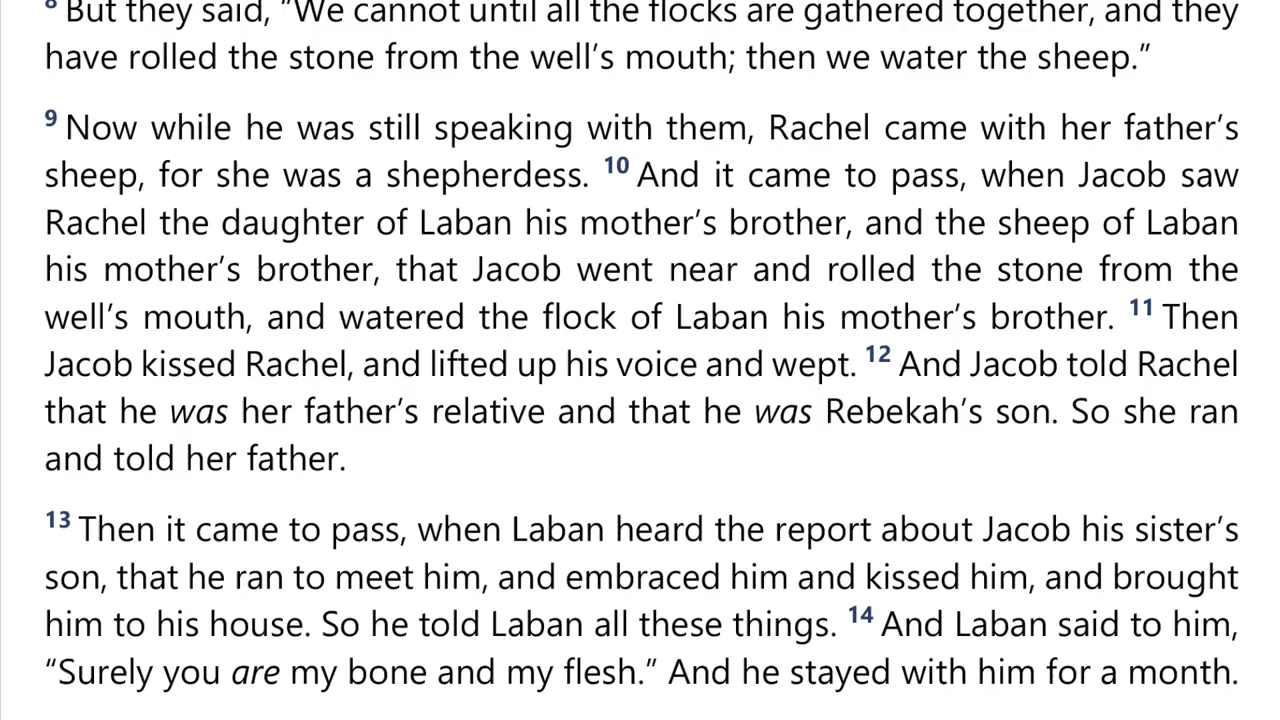 8 But they said, “We cannot until all the flocks are gathered together, and they
have rolled the stone from the well’s mouth; then we water the sheep.”
9 Now while he was still speaking with them, Rachel came with her father’s
sheep, for she was a shepherdess. 10 And it came to pass, when Jacob saw
Rachel the daughter of Laban his mother’s brother, and the sheep of Laban
his mother’s brother, that Jacob went near and rolled the stone from the
well’s mouth, and watered the flock of Laban his mother’s brother. 11 Then
Jacob kissed Rachel, and lifted up his voice and wept. 12 And Jacob told Rachel
that he was her father’s relative and that he was Rebekah’s son. So she ran
and told her father.
13 Then it came to pass, when Laban heard the report about Jacob his sister’s
son, that he ran to meet him, and embraced him and kissed him, and brought
him to his house. So he told Laban all these things. 14 And Laban said to him,
“Surely you are my bone and my flesh.” And he stayed with him for a month.